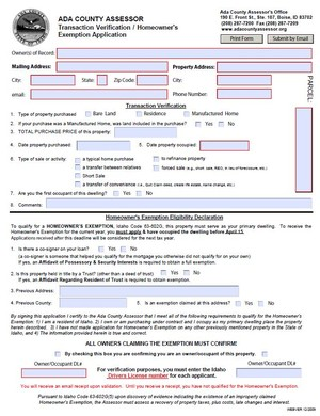 ADA COUNTY ASSESSOR
Transaction Verification / Homeowner's
Exemption Application
Ada County Assessor's Office
190 E. Front St., Ste. 107, Boise, ID 83702
(208) 287-7200 Fax (208) 287-7209
www.adacountyassessor.org
Print Form
Submit by Email
Owner(s) of Record:
Mailing Address:
Property Address:
City:
State:
Zip Code:
City:
email:
Phone Number:
PARCEL:
Transaction Verification
1. Type of property purchased
Bare Land
Residence
Manufactured Home
2. If your purchase was a Manufactured Home, was land included in the purchase?
Yes
No
3. TOTAL PURCHASE PRICE of this property:
4. Date property purchased:
5. Date property occupied:
6. Type of sale or activity:
a typical home purchase
to refinance property
a transfer between relatives
forced sale
Short Sale
a transfer of convenience
7. Are you the first occupant of this dwelling?
Yes
No
8. Comments:
Homeowner's Exemption Eligibility Declaration
To qualify for a HOMEOWNER'S EXEMPTION, Idaho Code 63-602G, this must be your primary dwelling place. To receive a
Homeowner's Exemption for the current year, you must apply & have occupied the dwelling before April 15.
Applications received after this deadline will be considered for the next tax year.
1. Is there a co-signer on your loan?
Yes
No
(a co-signer is someone that helped you qualify for the mortgage you otherwise did not qualify for on your own)
If yes, an Affidavit of Possessory & Security Interests is required to obtain a full exemption.
2. Is this property held in title by a Trust? (other than a deed of trust)
Yes
No
If yes, an Affidavit Regarding Resident of Trust is required to obtain a full exemption.
3. Previous Address:
4. Previous County:
5. Is an exemption claimed at this address?
Yes
No
By signing this application I certify to the Ada County Assessor that I meet all of the following requirements to qualify for the Homeowner's
Exemption: 1) I am a resident of Idaho. 2) I own or am purchasing under contract and I occupy as my primary dwelling place the property
herein described. 3) I have not made application for Homeowner's Exemption on any other previously mentioned property in the State of
Idaho, and 4) The information provided herein is true and correct.
ALL OWNERS CLAIMING THE EXEMPTION MUST CONFIRM:
By checking this box you are confirming you are an owner/occupant of this property.
Owner/Occupant DL#
For verification purposes, you must enter the Idaho
Drivers License number for each applicant.
Owner/Occupant DL#
You will receive an email receipt upon validation. Until you receive a receipt, you have not qualified for the Homeowner's Exemption.
Pursuant to Idaho Code 63-602G(5) upon discovery of evidence indicating the existence of an improperly claimed
Homeowner's Exemption, the Assessor must assess a recovery of property taxes, plus costs, late charges and interest.